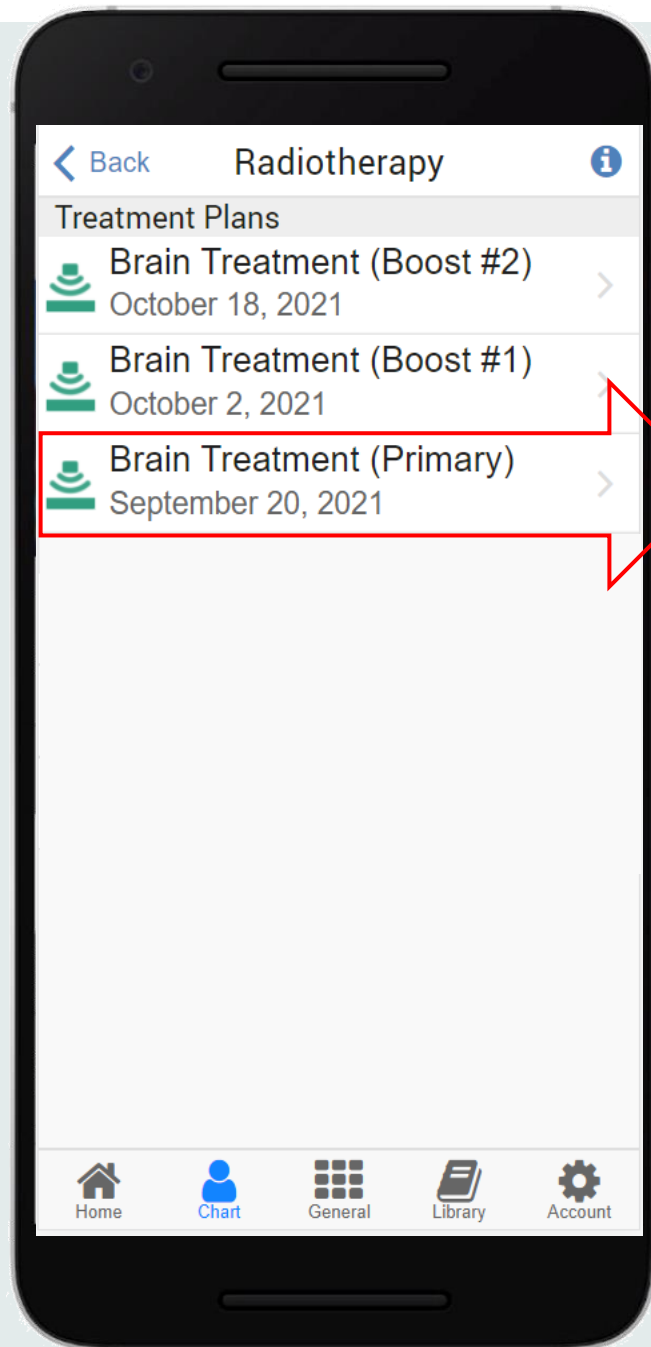 Back Radiotherapy
Treatment Plans
Brain Treatment (Boost #2)
October 18, 2021
Brain Treatment (Boost #1)
October 2, 2021
Brain Treatment (Primary)
September 20, 2021
Home Chart General Library Account